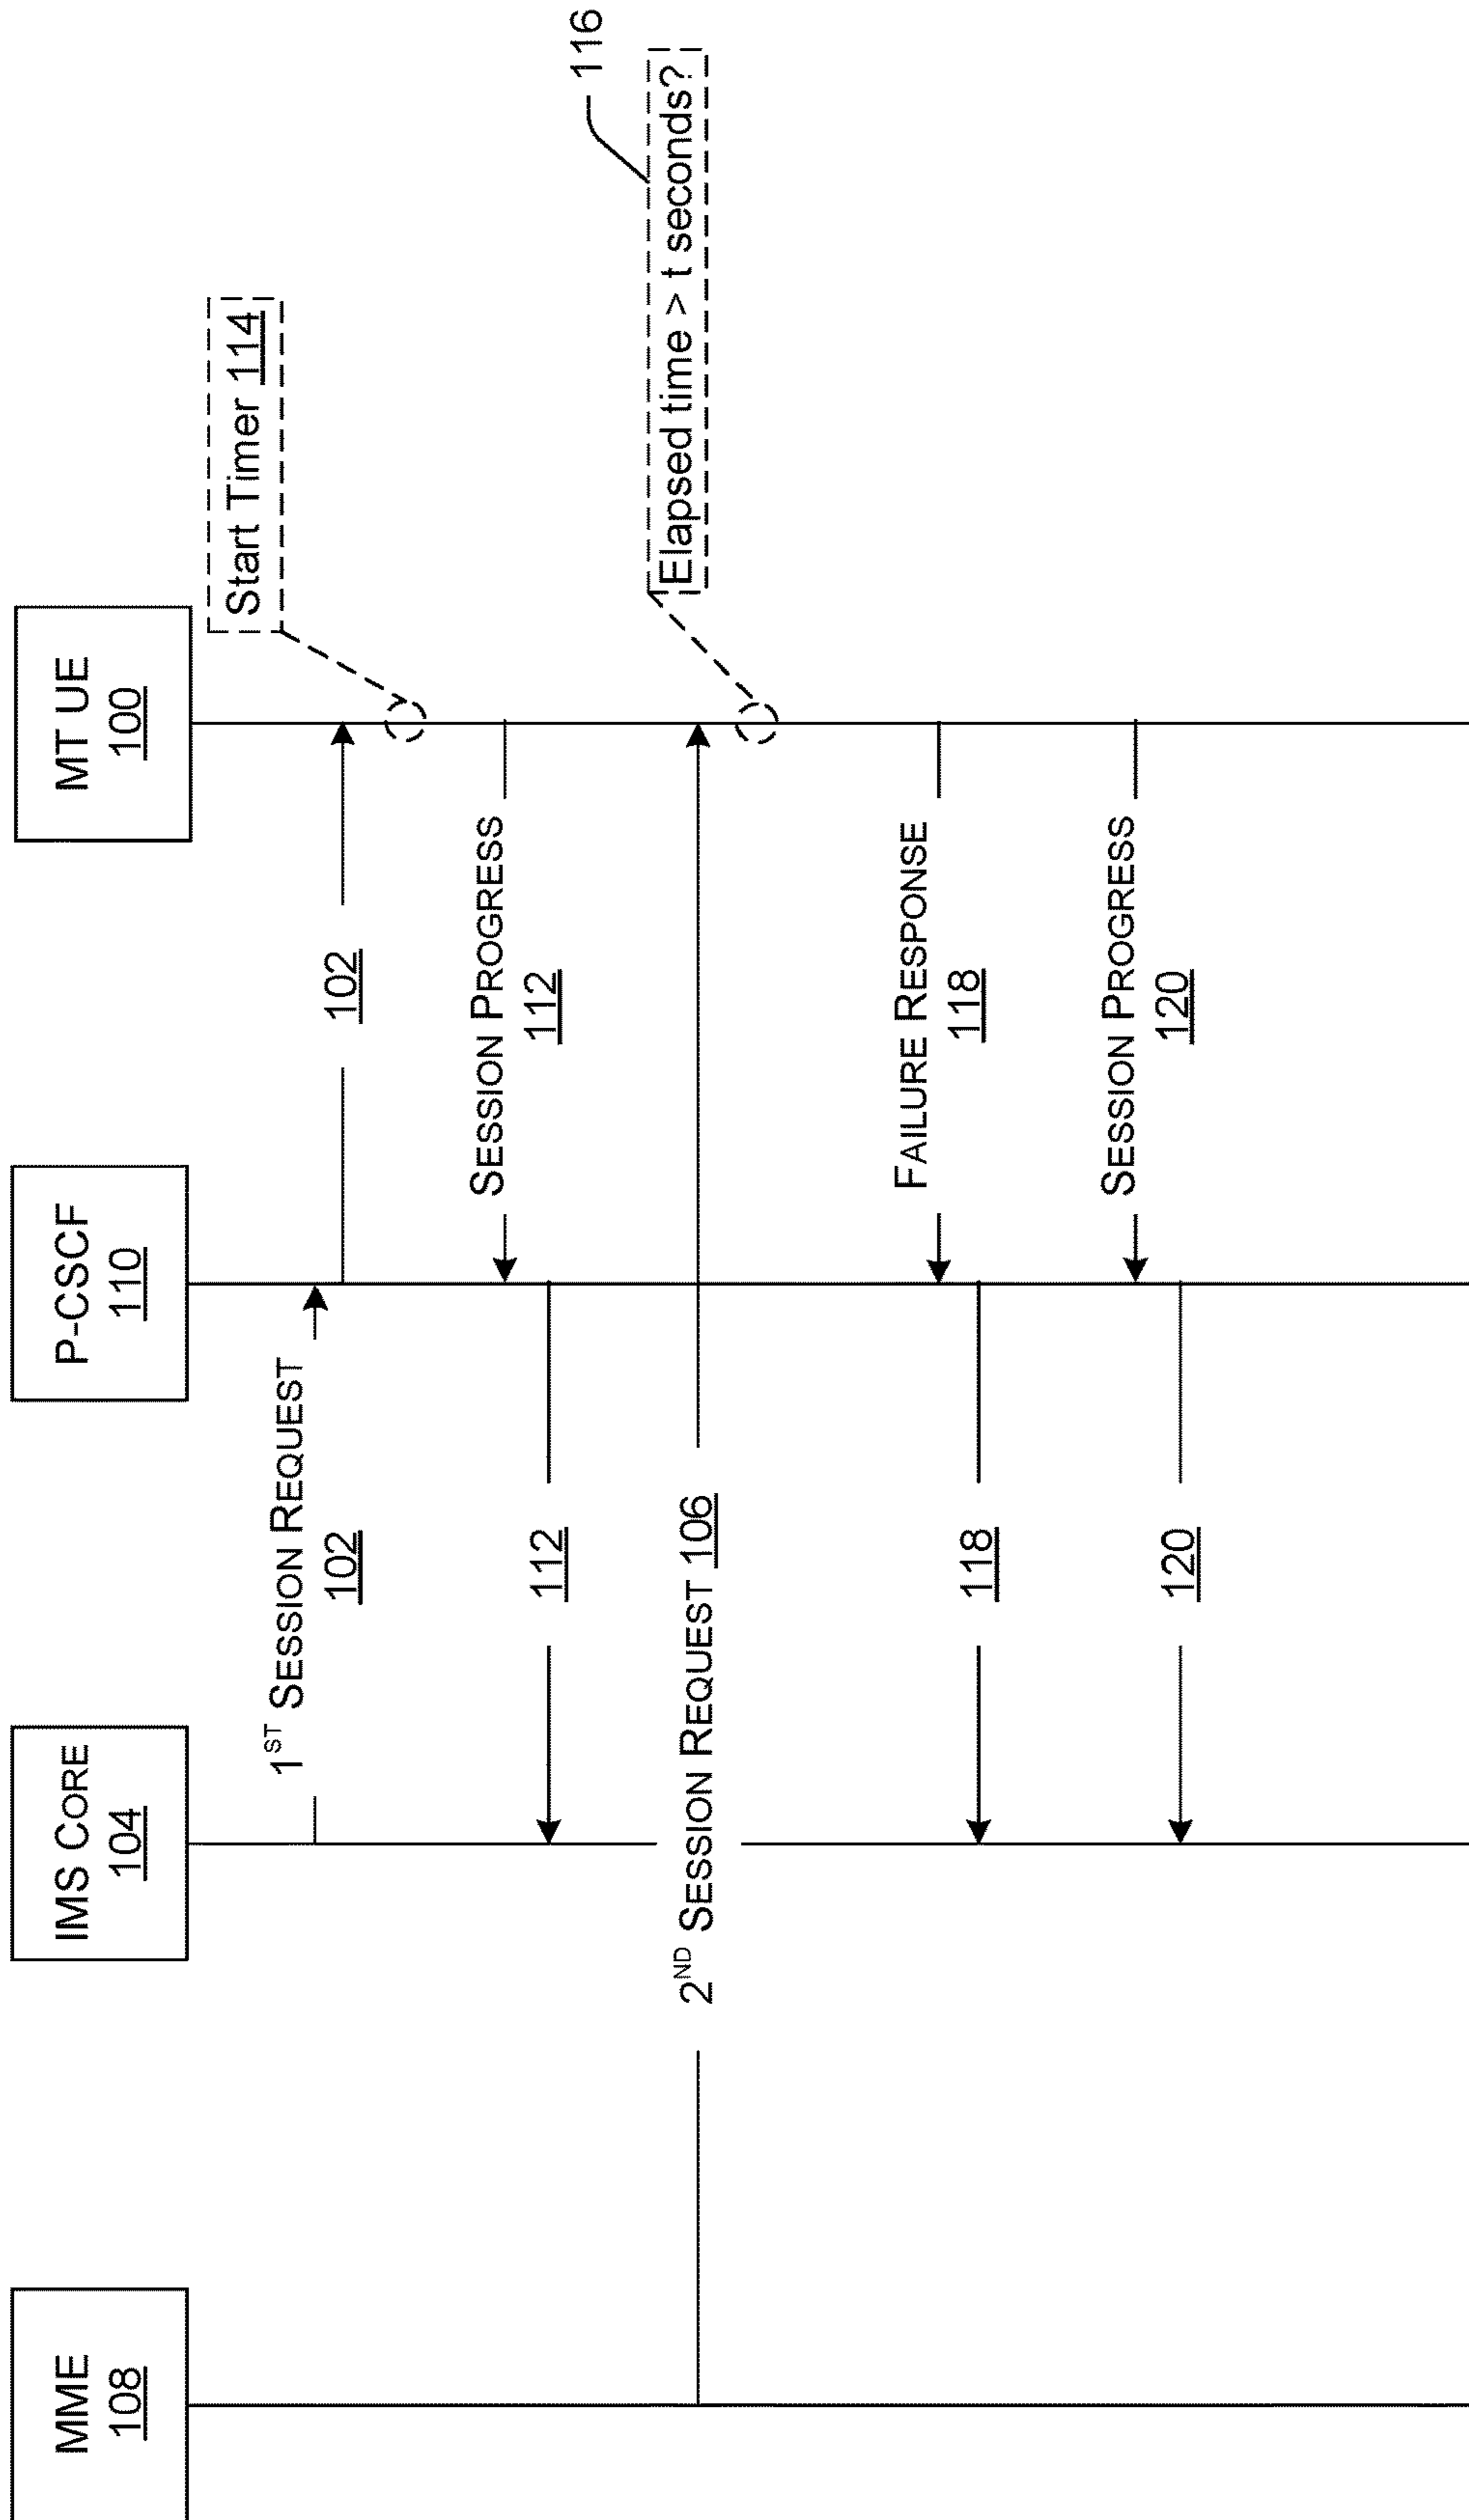 MME
108
IMS CORE
104
P-CSCF
110
MT UE
100
1ST SESSION REQUEST
102
102
Start Timer 114
SESSION PROGRESS
112
112
2ND SESSION REQUEST 106
116
Elapsed time > t seconds?
FAILURE RESPONSE
118
118
SESSION PROGRESS
120
120